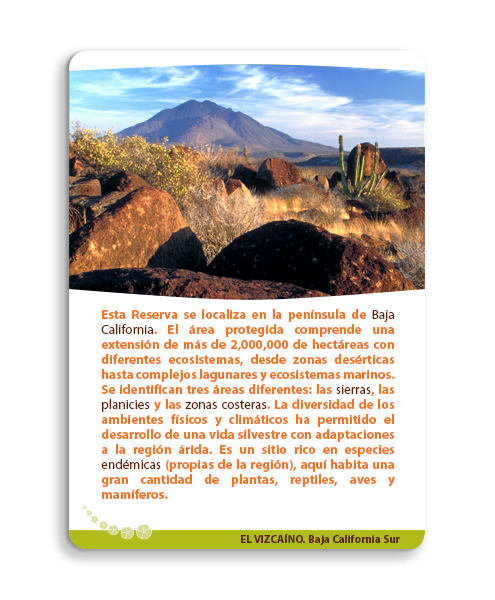 Esta Reserva se localiza en la península de Baja
California. El área protegida comprende una
extensión de más de 2,000,000 de hectáreas con
diferentes ecosistemas, desde zonas desérticas
hasta complejos lagunares y ecosistemas marinos.
Se identifican tres áreas diferentes: las sierras, las
planicies y las zonas costeras. La diversidad de los
ambientes físicos y climáticos ha permitido el
desarrollo de una vida silvestre con adaptaciones
a la región árida. Es un sitio rico en especies
endémicas (propias de la región), aquí habita una
gran cantidad de plantas, reptiles, aves y
mamíferos.
EL VIZCAÍNO. Baja California Sur